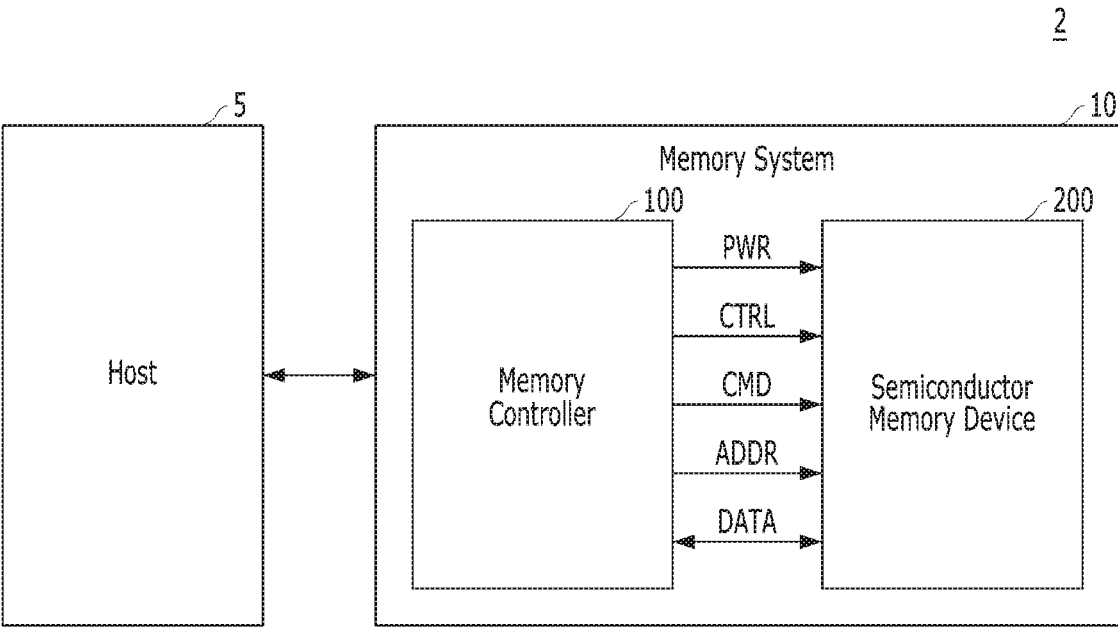 2
5
10
Memory System
100
200
Host
Memory
Controller
PWR
CTRL
CMD
ADDR
DATA
Semiconductor
Memory Device